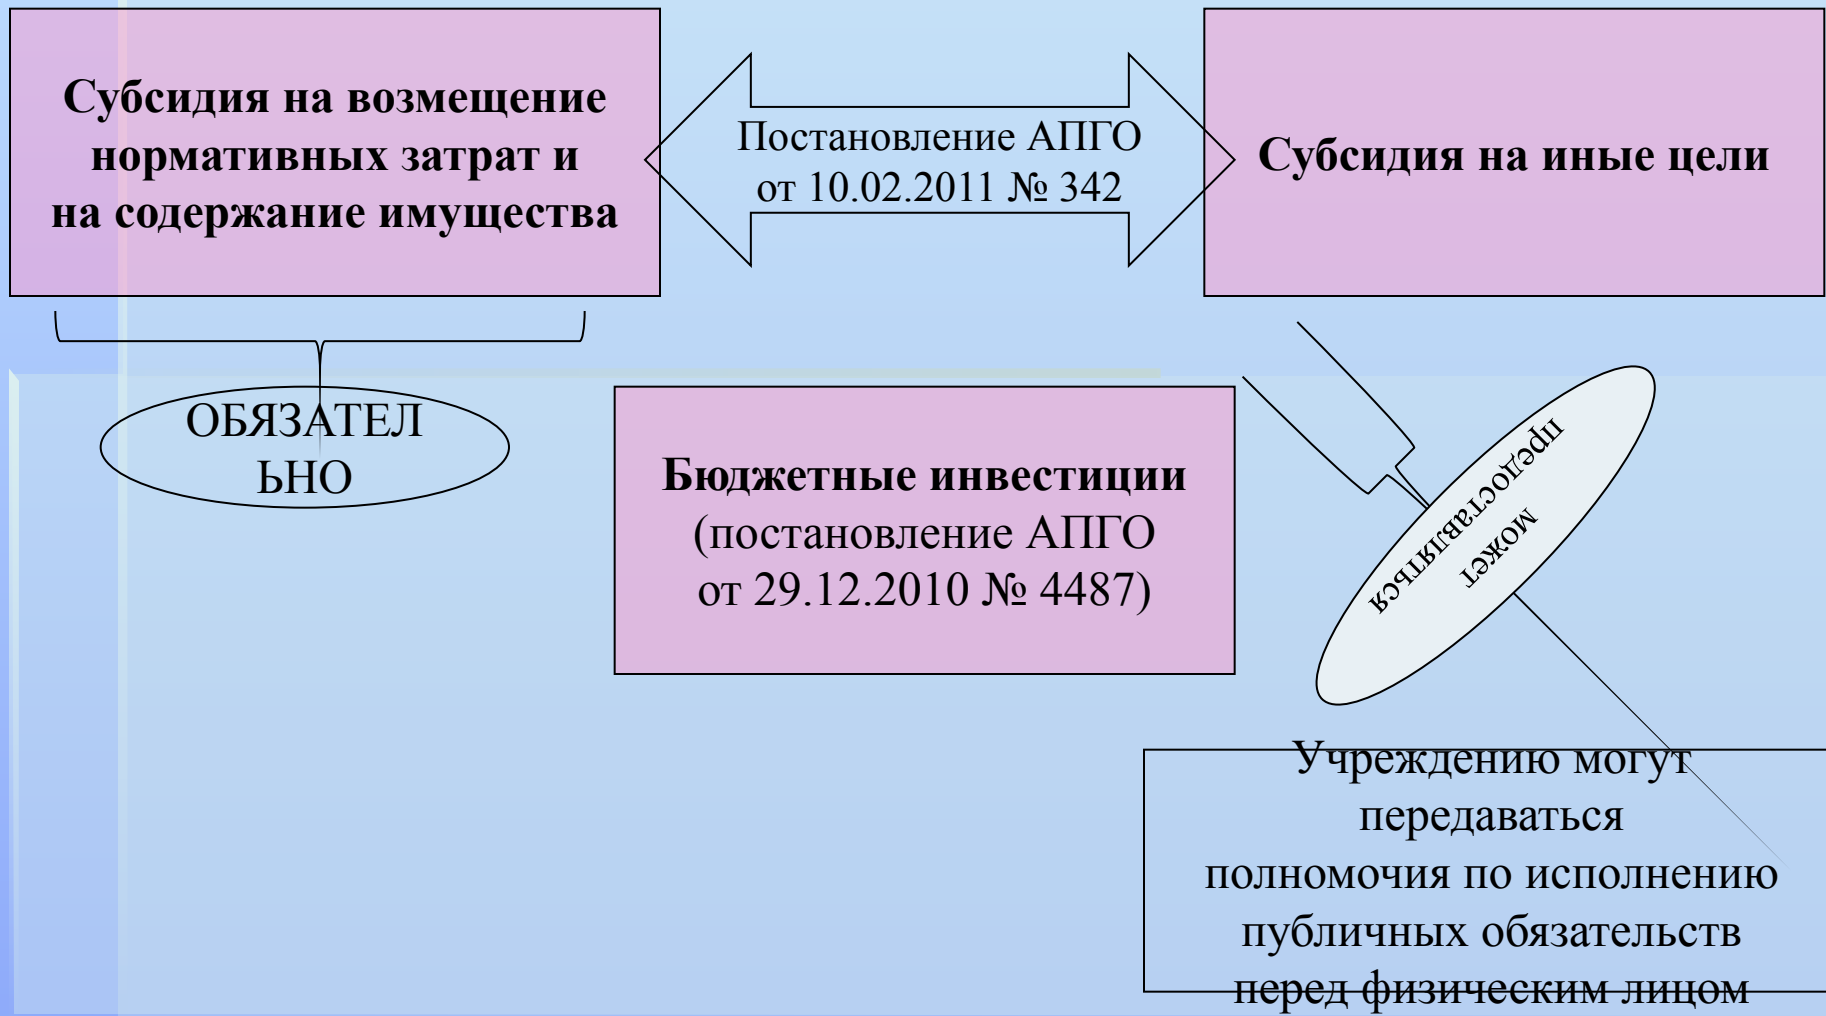 Субсидия на возмещение
нормативных затрат и
на содержание имущества
Постановление АПГО
от 10.02.2011 № 342
Субсидия на иные цели
ОБЯЗАТЕЛ
ЬНО
Бюджетные инвестиции
(постановление АПГО
от 29.12.2010 № 4487)
может
предоставляться
Учреждению могут
передаваться
полномочия по исполнению
публичных обязательств
перед физическим лицом